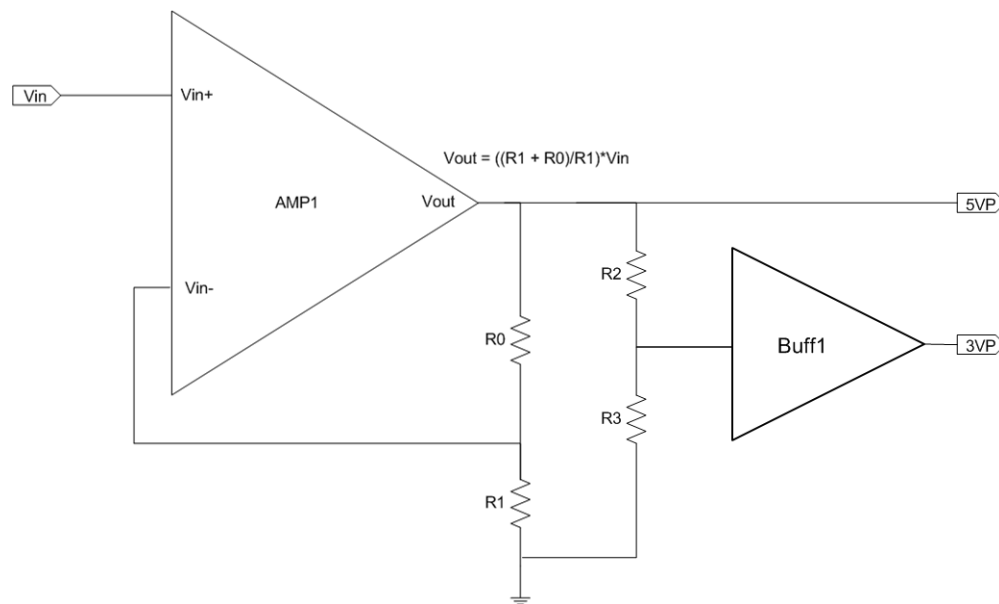 Vin
Vin+
Vout = ((R1 + R0)/R1)*Vin
AMP1
Vout
5VP
R2
Vin-
R0
Buff1
3VP
R3
R1